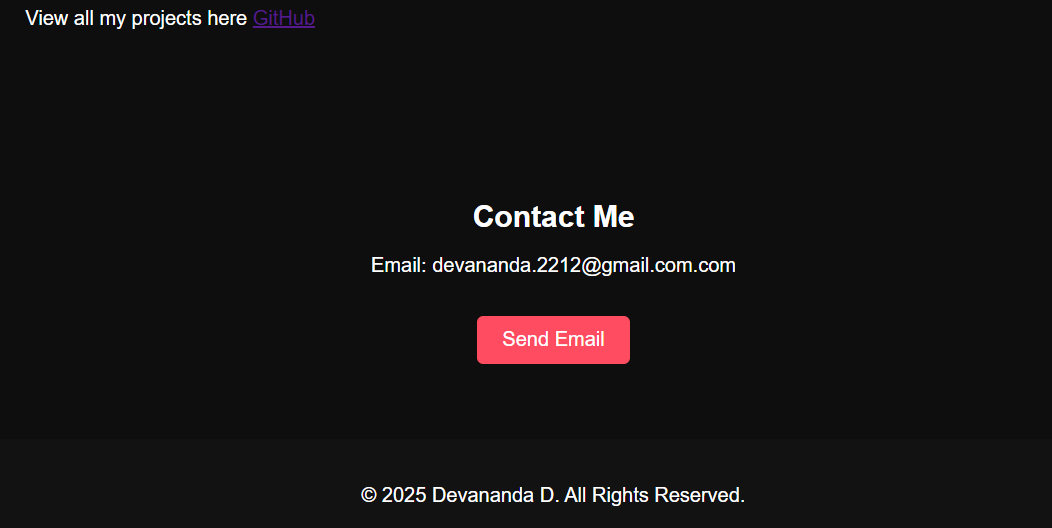 View all my projects here GitHub
Contact Me
Email: devananda.2212@gmail.com.com
Send Email
© 2025 Devananda D. All Rights Reserved.